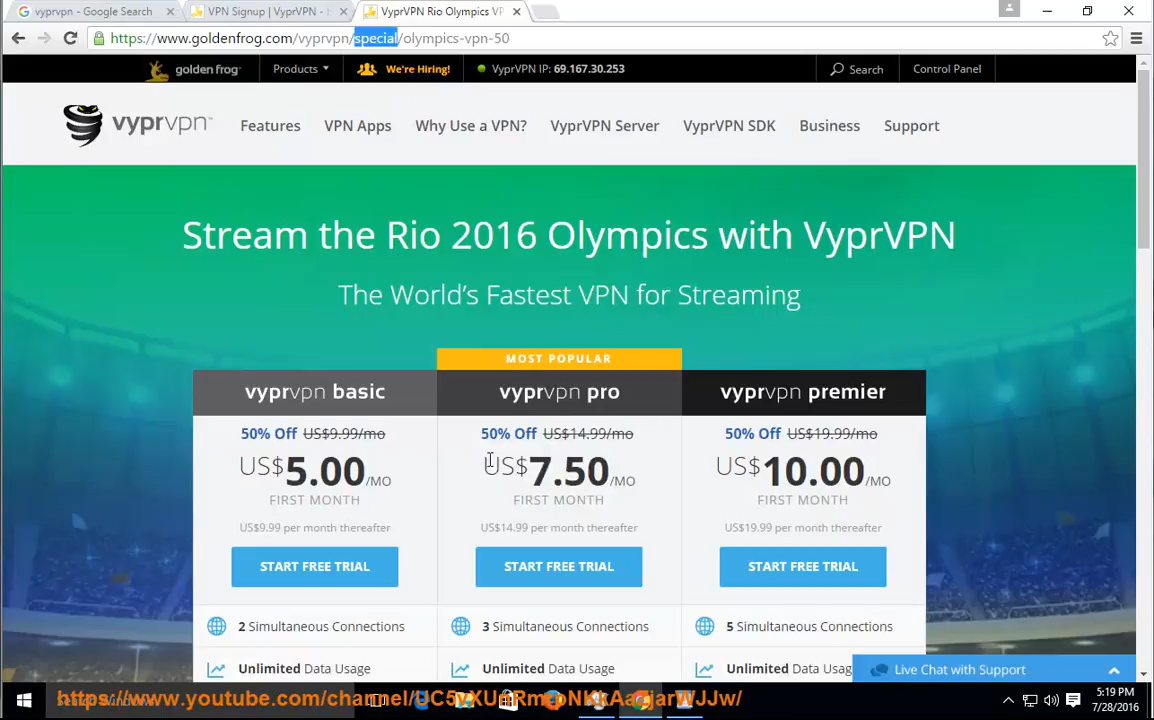 vyprvpn - Google Search
VPN Signup | VyprVPN - b
VyprVPN Rio Olympics VP
https://www.goldenfrog.com/vyprvpn/special/olympics-vpn-50
golden frog
Products
We're Hiring!
VyprVPN IP: 69.167.30.253
Search
Control Panel
vyprvpn
Features
VPN Apps
Why Use a VPN?
VyprVPN Server
VyprVPN SDK
Business
Support
Stream the Rio 2016 Olympics with VyprVPN
The World's Fastest VPN for Streaming
MOST POPULAR
vyprvpn basic
vyprvpn pro
vyprvpn premier
50% Off US$9.99/mo
50% Off US$14.99/mo
50% Off US$19.99/mo
US$5.00/MO
US$7.50/MO
US$10.00/MO
FIRST MONTH
FIRST MONTH
FIRST MONTH
US$9.99 per month thereafter
US$14.99 per month thereafter
US$19.99 per month thereafter
START FREE TRIAL
START FREE TRIAL
START FREE TRIAL
2 Simultaneous Connections
3 Simultaneous Connections
5 Simultaneous Connections
Unlimited Data Usage
Unlimited Data Usage
Unlimited Data Usa
Live Chat with Support
Search Windows
5:19 PM
7/28/2016